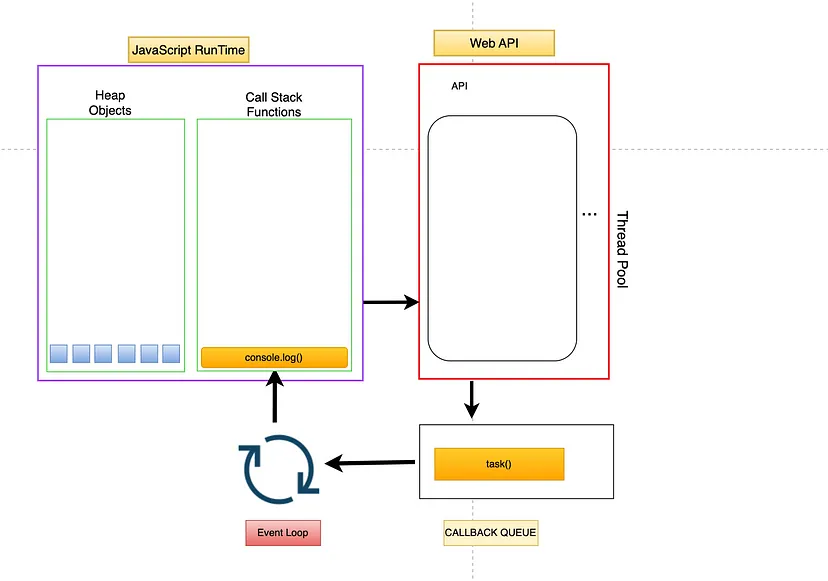 JavaScript RunTime
Web API
Heap
Objects
Call Stack
Functions
API
...
Thread Pool
console.log()
task()
Event Loop
CALLBACK QUEUE